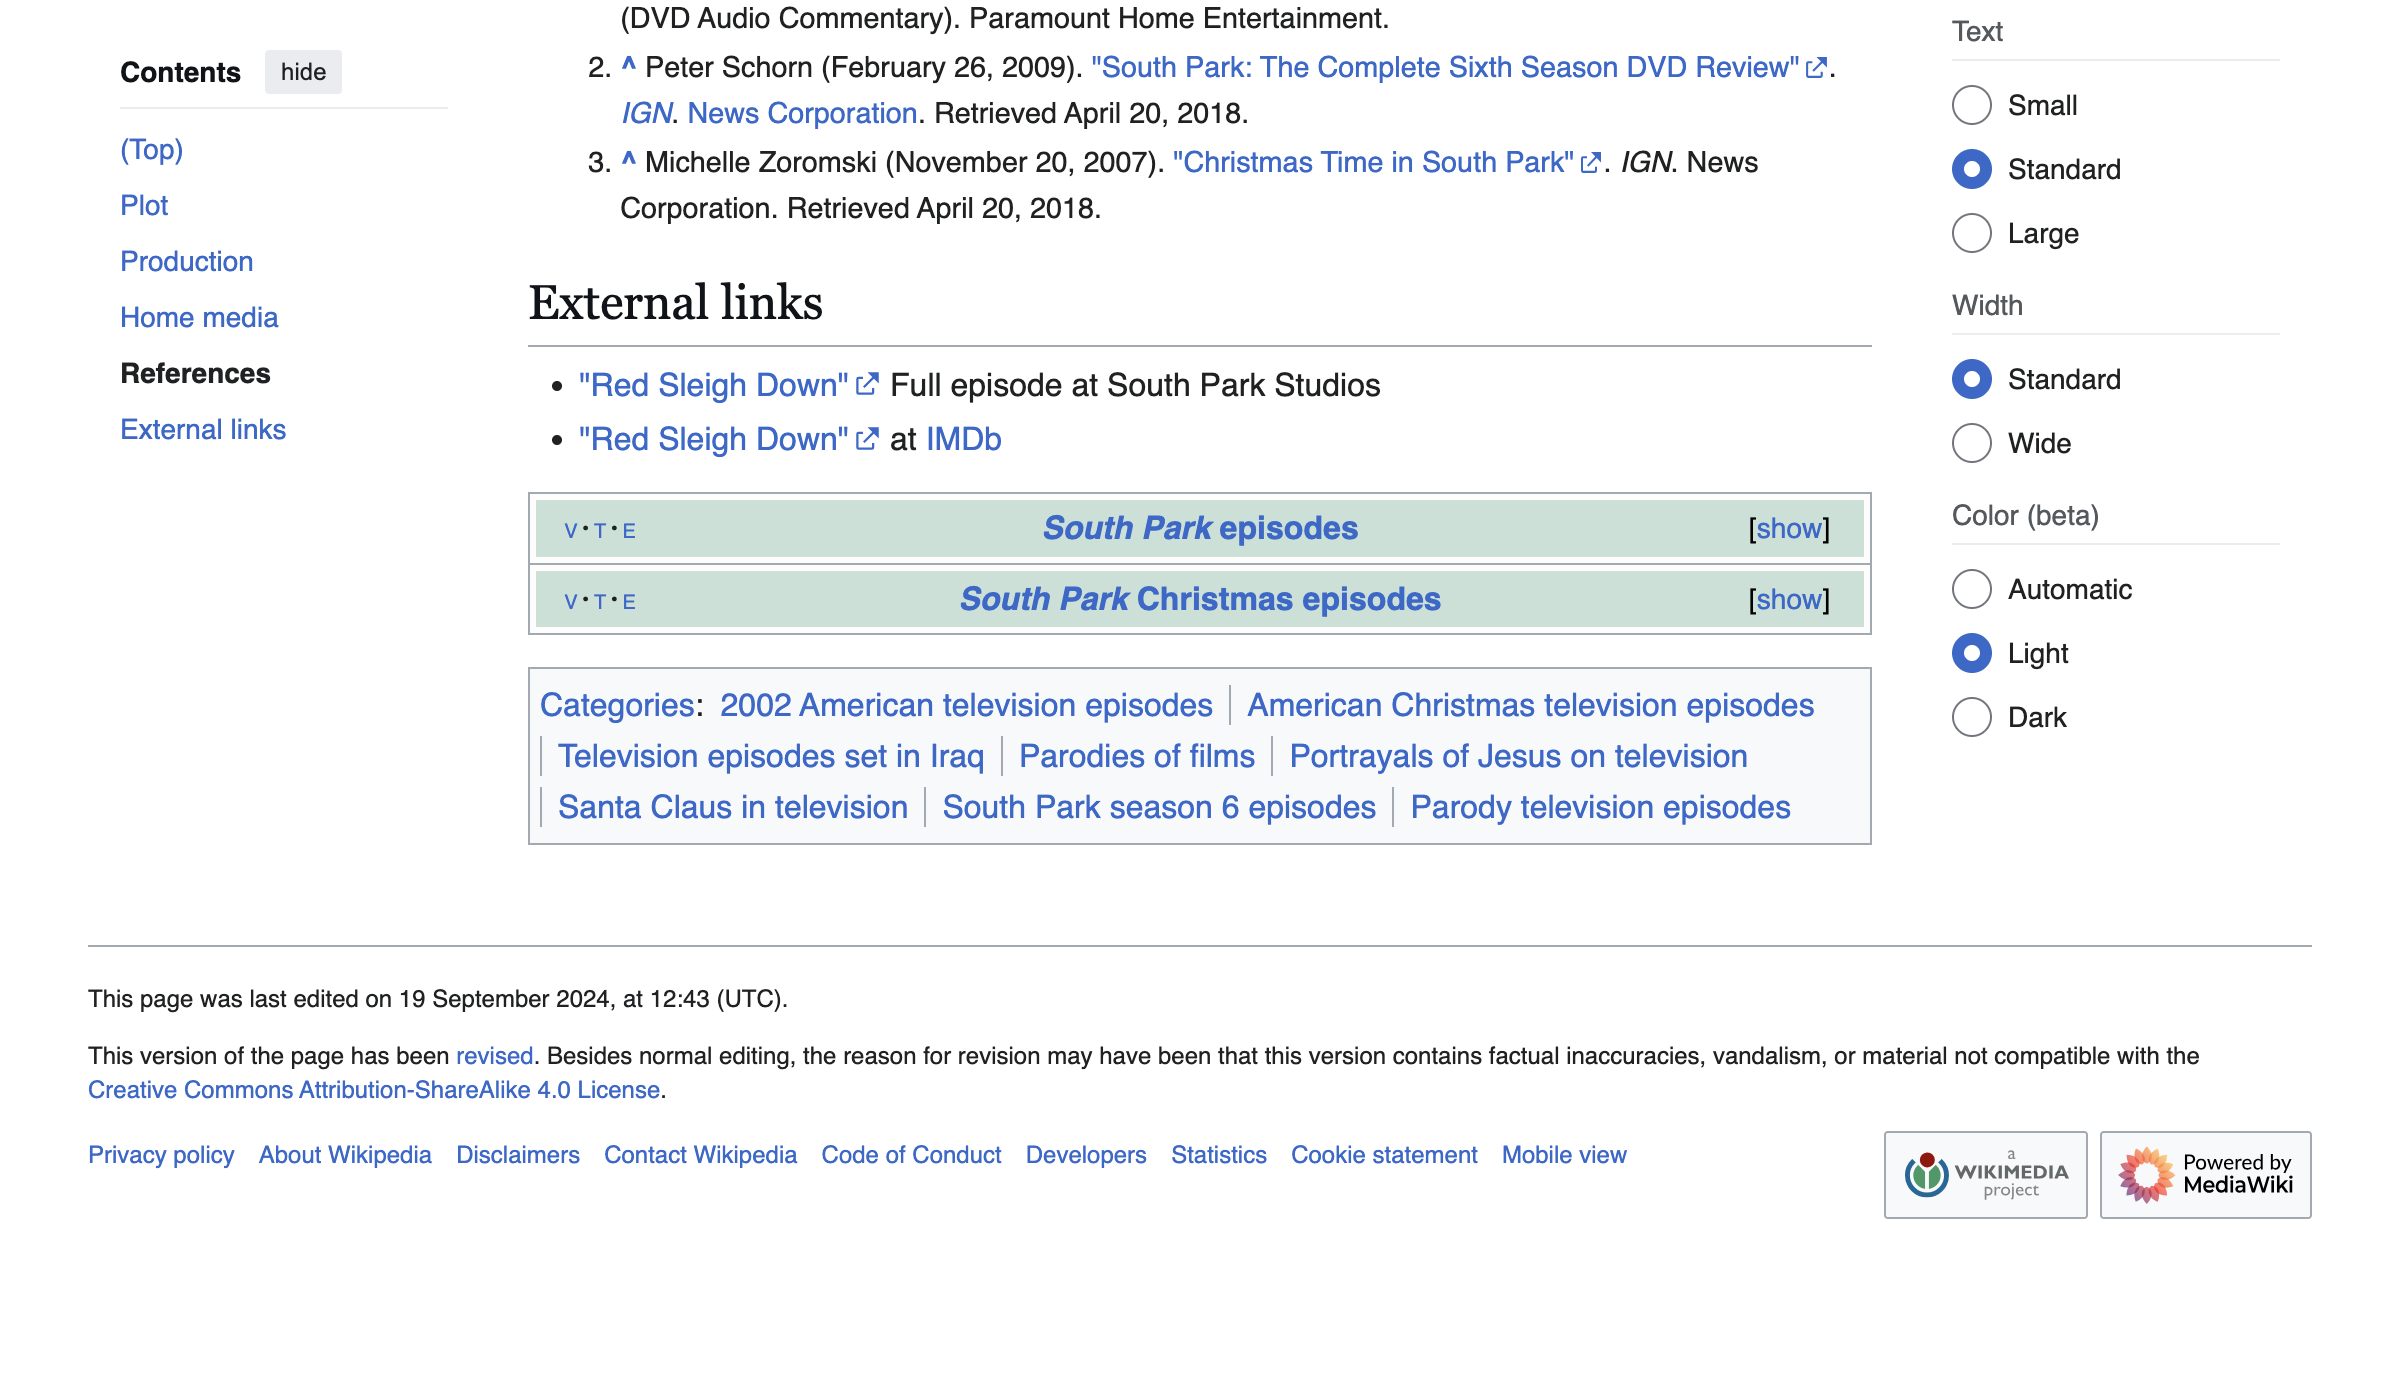 Contents hide
(Top)
Plot
Production
Home media
References
External links
(DVD Audio Commentary). Paramount Home Entertainment.
2. ^ Peter Schorn (February 26, 2009). "South Park: The Complete Sixth Season DVD Review".
IGN. News Corporation. Retrieved April 20, 2018.
3. ^ Michelle Zoromski (November 20, 2007). "Christmas Time in South Park". IGN. News
Corporation. Retrieved April 20, 2018.
External links
• "Red Sleigh Down" Full episode at South Park Studios
• "Red Sleigh Down" at IMDb
V · T · E South Park episodes [show]
V · T · E South Park Christmas episodes [show]
Categories: 2002 American television episodes | American Christmas television episodes
| Television episodes set in Iraq | Parodies of films | Portrayals of Jesus on television
| Santa Claus in television | South Park season 6 episodes | Parody television episodes
Text
Small
Standard
Large
Width
Standard
Wide
Color (beta)
Automatic
Light
Dark
This page was last edited on 19 September 2024, at 12:43 (UTC).
This version of the page has been revised. Besides normal editing, the reason for revision may have been that this version contains factual inaccuracies, vandalism, or material not compatible with the
Creative Commons Attribution-ShareAlike 4.0 License.
Privacy policy About Wikipedia Disclaimers Contact Wikipedia Code of Conduct Developers Statistics Cookie statement Mobile view
a
WIKIMEDIA
project
Powered by
MediaWiki